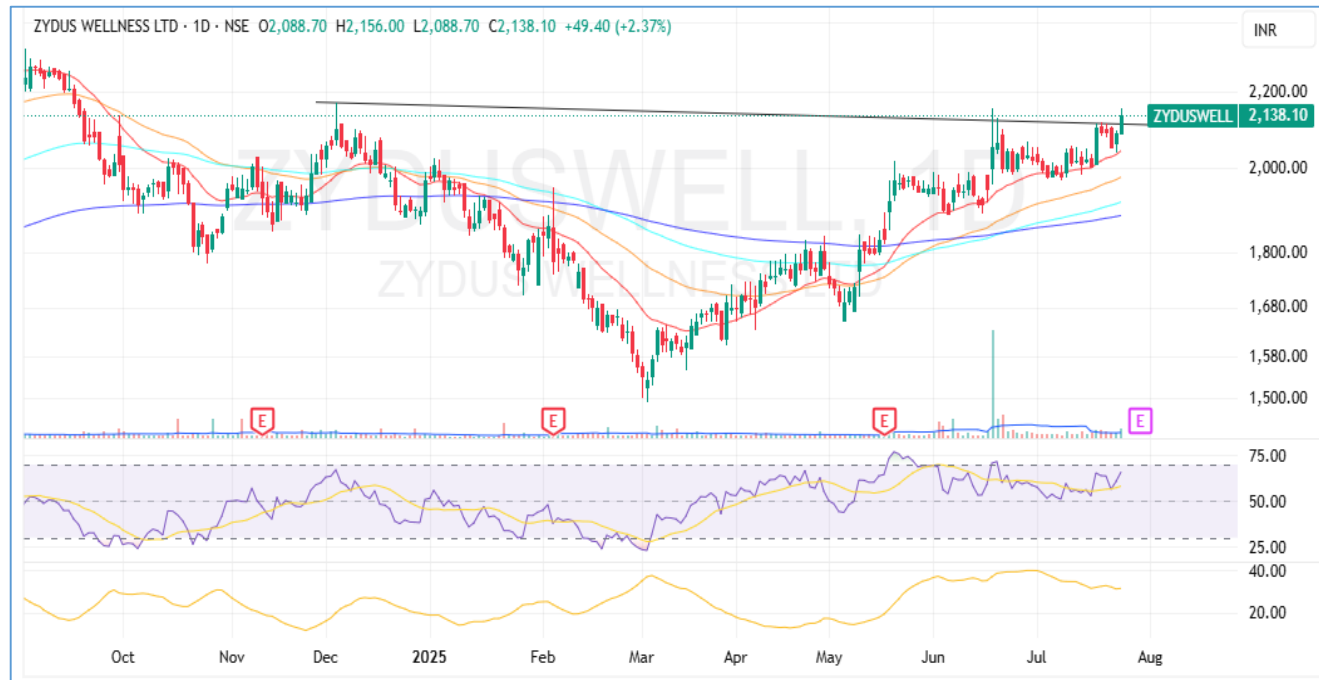 ZYDUS WELLNESS LTD · 1D · NSE O2,088.70 H2,156.00 L2,088.70 C2,138.10 +49.40 (+2.37%)
INR
2,200.00
ZYDUSWELL 2,138.10
ZYDUSWELL, 1D
2,000.00
ZYDUS WELLNESS LTD
1,800.00
1,680.00
1,580.00
1,500.00
E E E E
75.00
50.00
25.00
40.00
20.00
Oct Nov Dec 2025 Feb Mar Apr May Jun Jul Aug